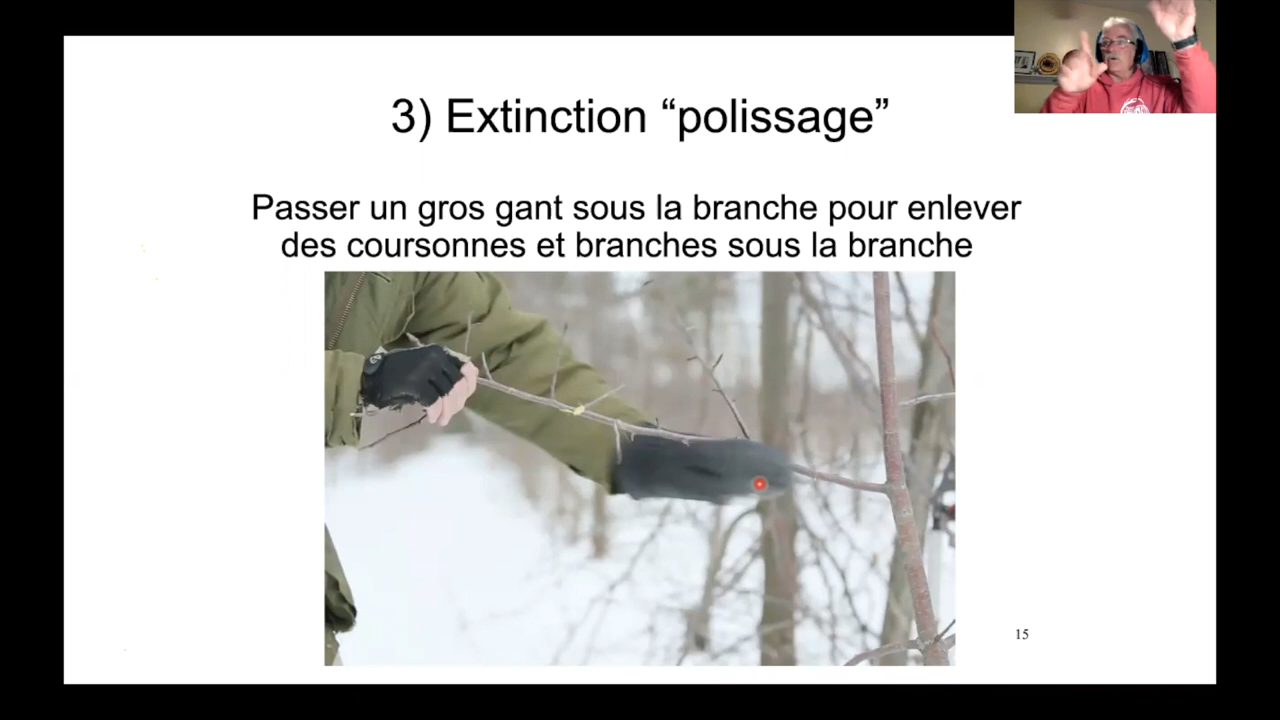 3) Extinction “polissage”
Passer un gros gant sous la branche pour enlever
des coursonnes et branches sous la branche
15